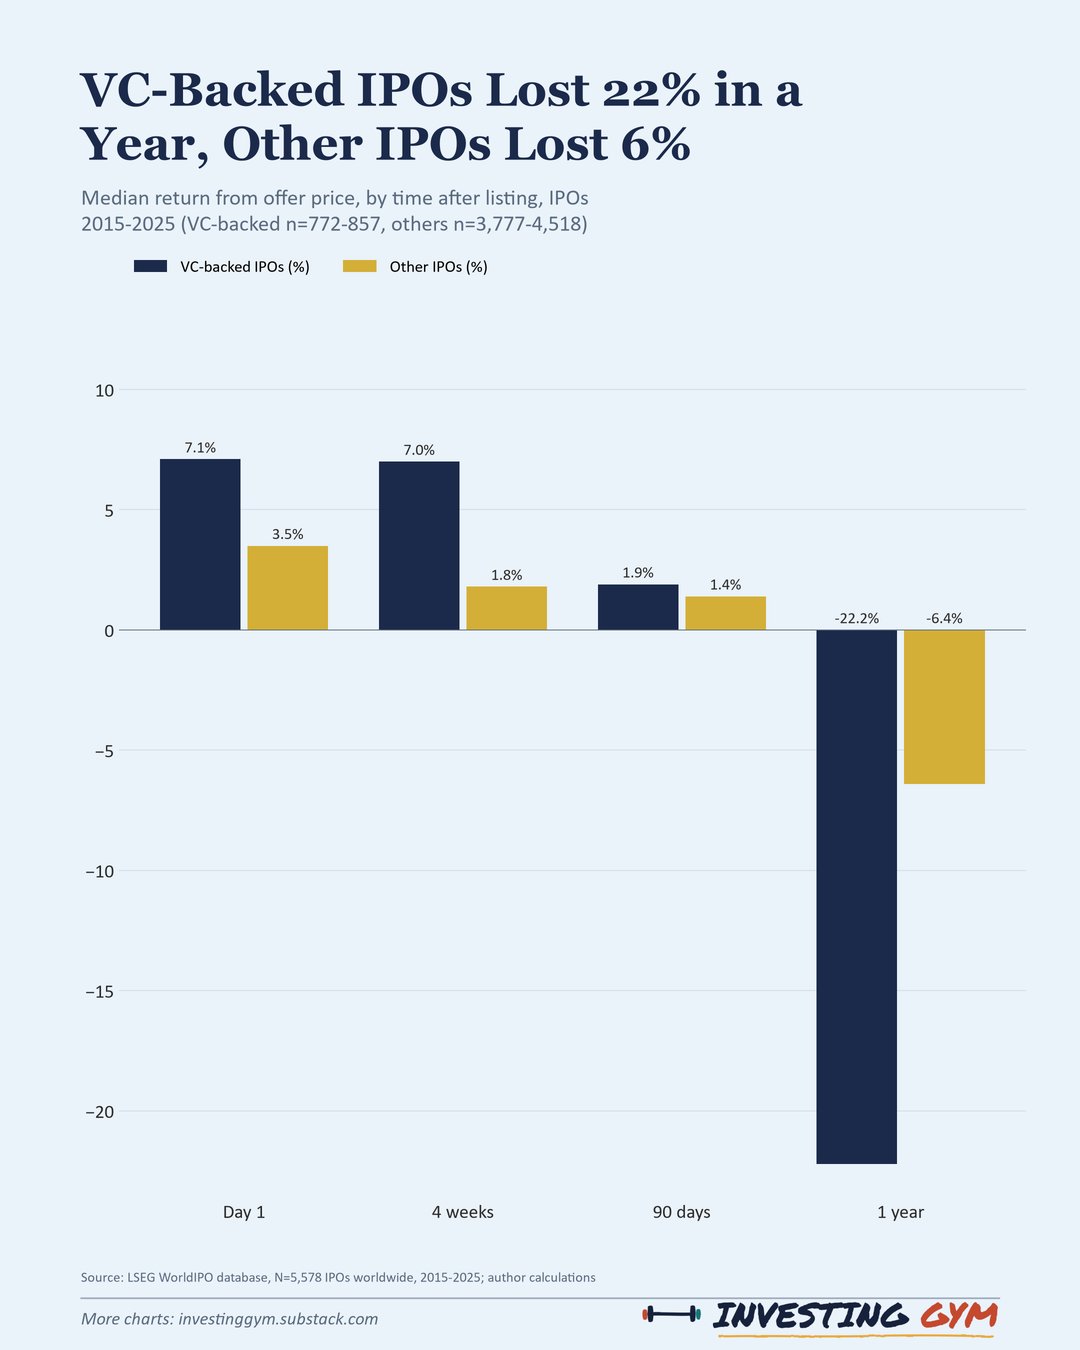 VC-Backed IPOs Lost 22% in a
Year, Other IPOs Lost 6%
Median return from offer price, by time after listing, IPOs
2015-2025 (VC-backed n=772-857, others n=3,777-4,518)
VC-backed IPOs (%) Other IPOs (%)
10
7.1% 7.0%
5
3.5%
1.8% 1.9% 1.4%
0
-22.2% -6.4%
−5
−10
−15
−20
Day 1 4 weeks 90 days 1 year
Source: LSEG WorldIPO database, N=5,578 IPOs worldwide, 2015-2025; author calculations
More charts: investinggym.substack.com
INVESTING GYM